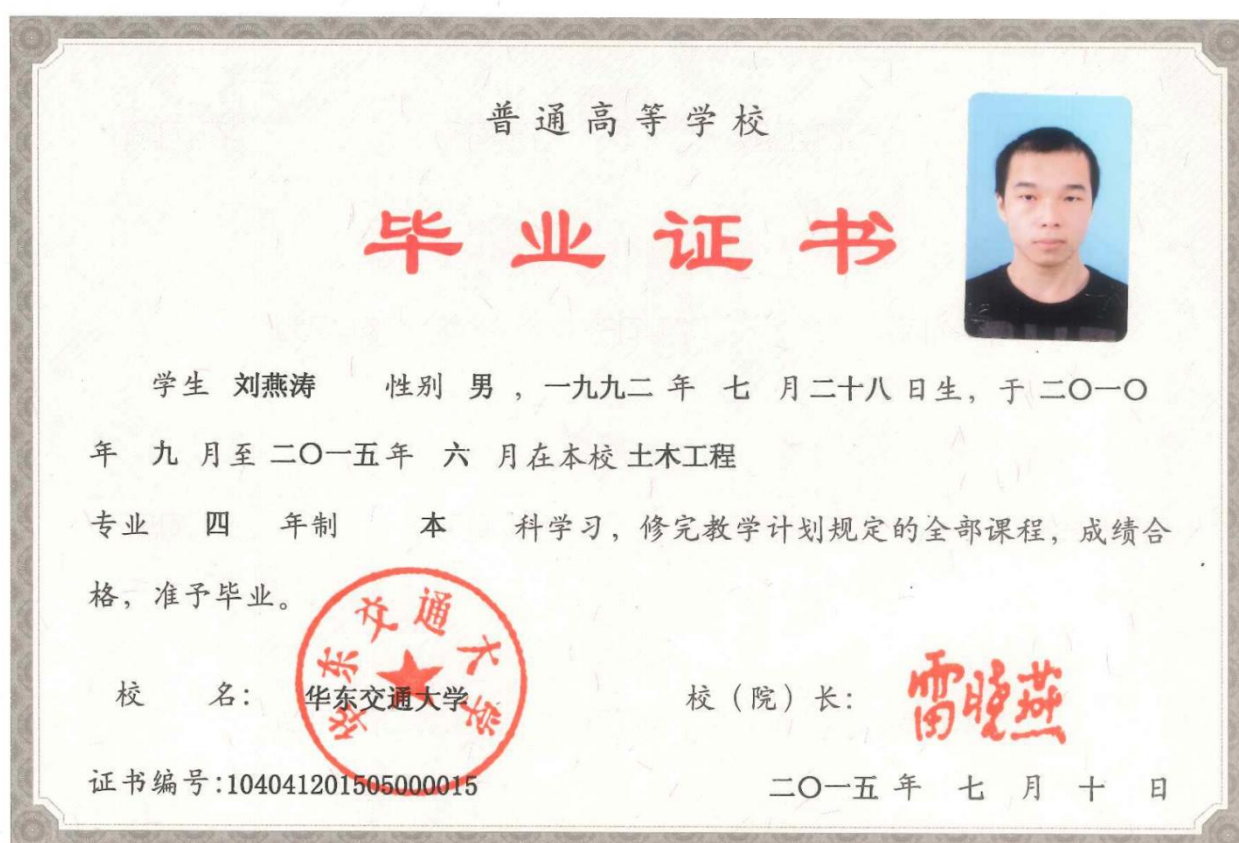 普通高等学校
毕业证书
学生 刘燕涛 性别 男 ，一九九二 年 七 月二十八 日生，于 二〇一〇
年 九 月至 二〇一五年 六 月在本校 土木工程
专业 四 年制 本 科学习，修完教学计划规定的全部课程，成绩合
格，准予毕业。
华东交通大学
校 名： 华东交通大学 校（院）长： 雷晓燕
证书编号:104041201505000015 二〇一五 年 七 月 十 日